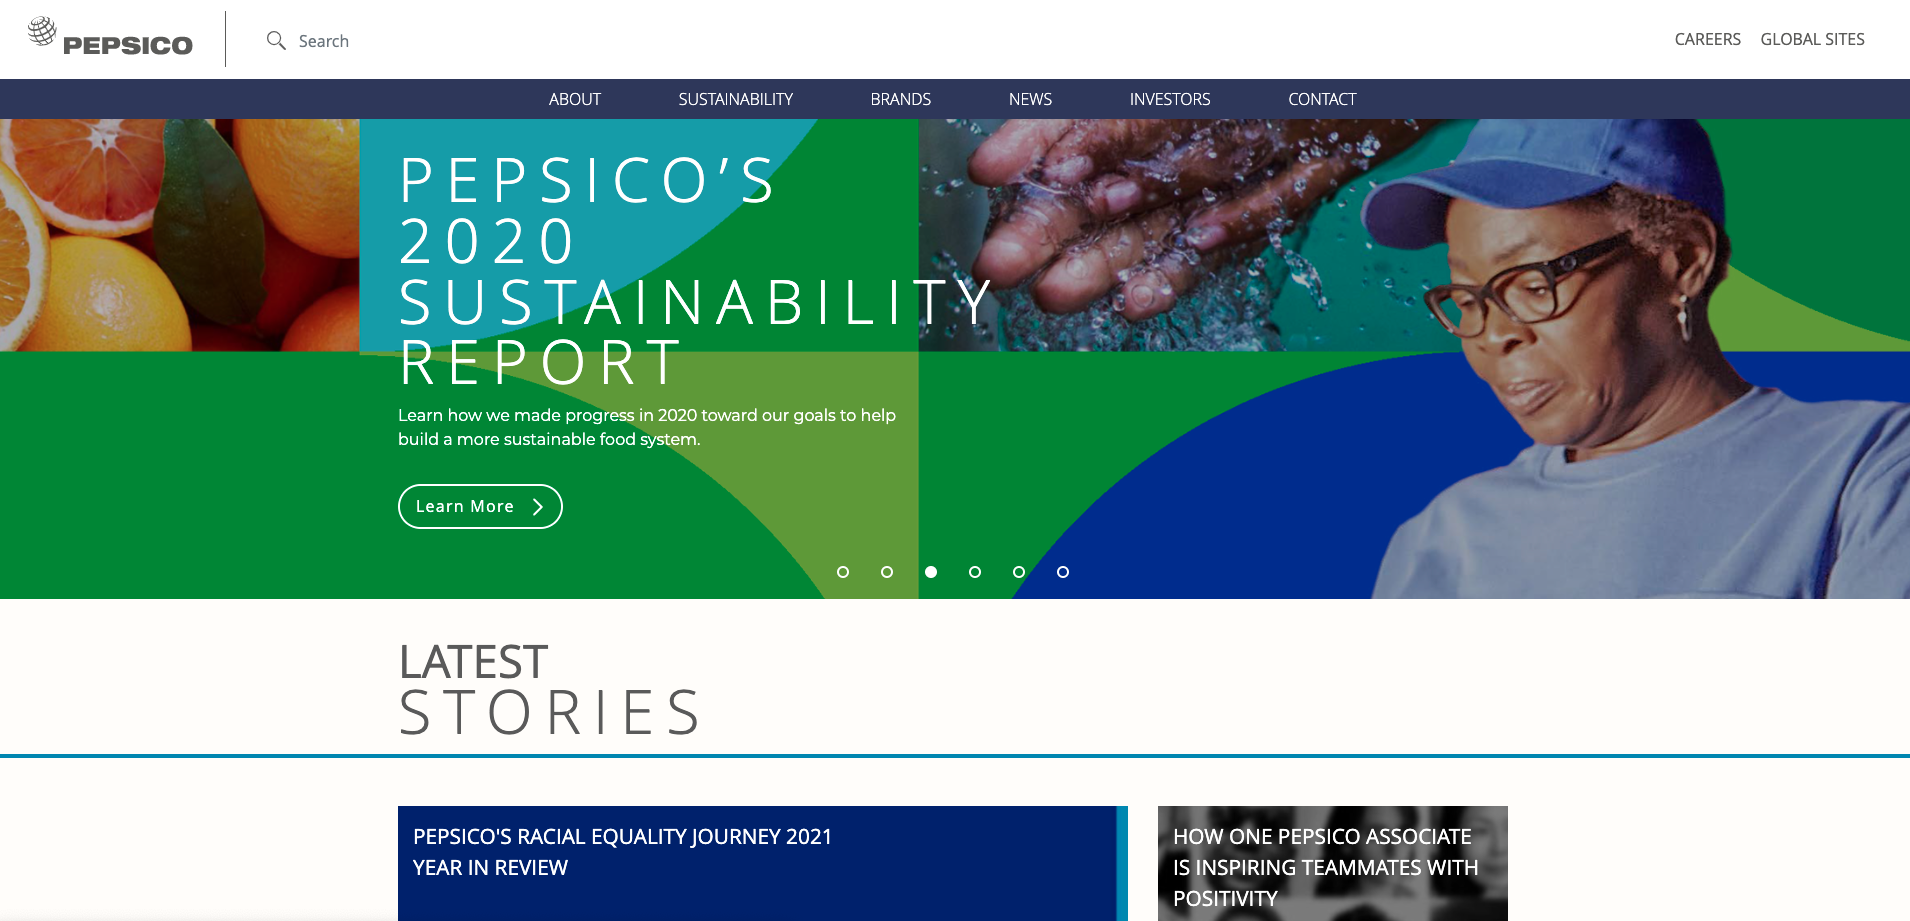 PEPSICO
Search
CAREERS GLOBAL SITES
ABOUT SUSTAINABILITY BRANDS NEWS INVESTORS CONTACT
PEPSICO’S
2020
SUSTAINABILITY
REPORT
Learn how we made progress in 2020 toward our goals to help
build a more sustainable food system.
Learn More
LATEST
STORIES
PEPSICO'S RACIAL EQUALITY JOURNEY 2021
YEAR IN REVIEW
HOW ONE PEPSICO ASSOCIATE
IS INSPIRING TEAMMATES WITH
POSITIVITY